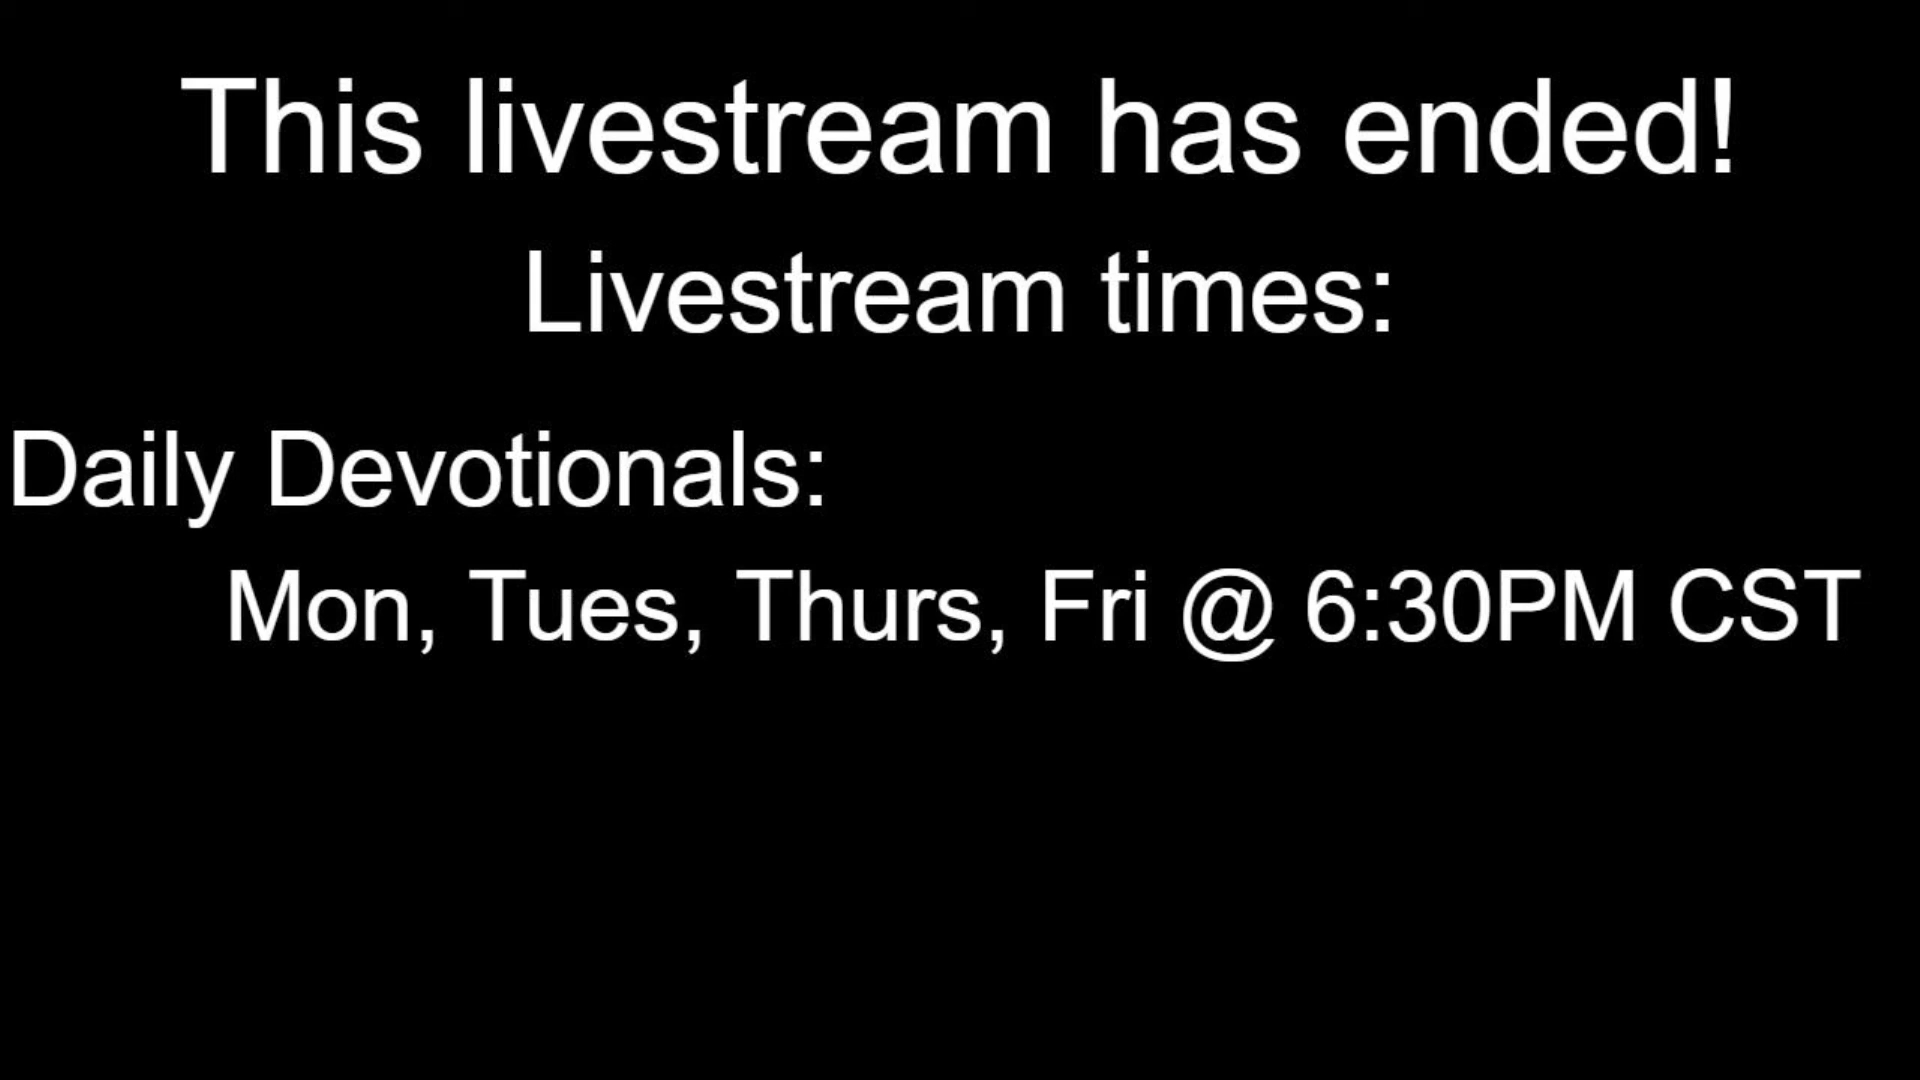 This livestream has ended!
Livestream times:
Daily Devotionals:
Mon, Tues, Thurs, Fri @ 6:30PM CST